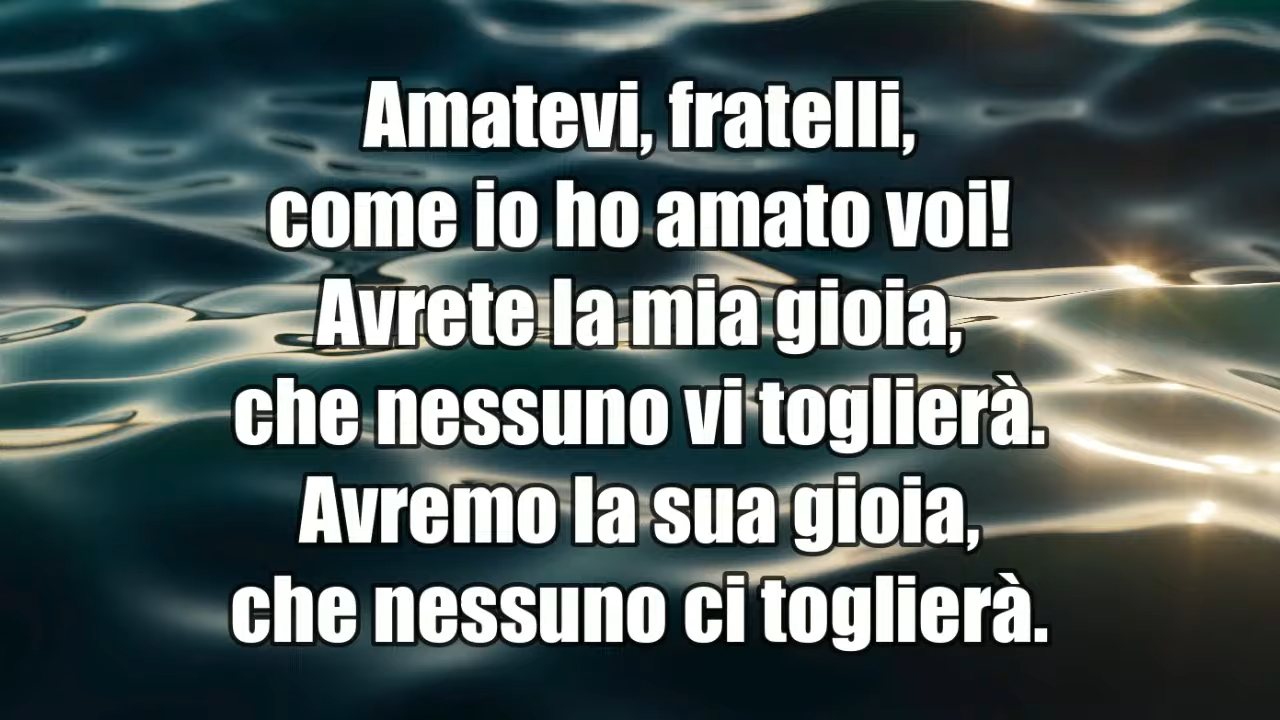 Amatevi, fratelli,
come io ho amato voi!
Avrete la mia gioia,
che nessuno vi toglierà.
Avremo la sua gioia,
che nessuno ci toglierà.